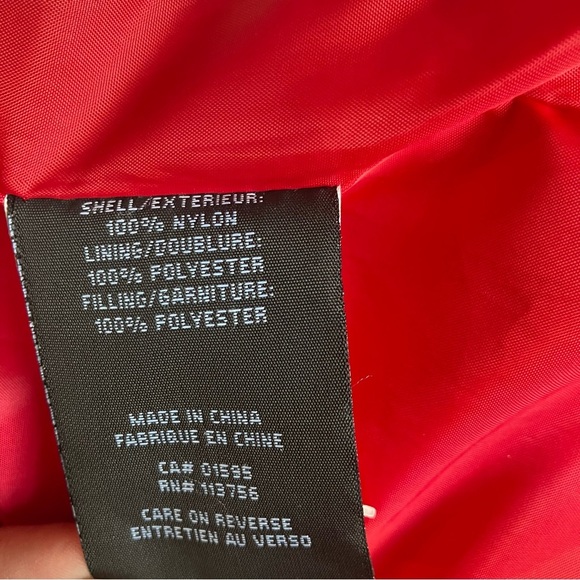 SHELL/EXTERIEUR:
100% NYLON
LINING/DOUBLURE:
100% POLYESTER
FILLING/GARNITURE:
100% POLYESTER
MADE IN CHINA
FABRIQUE EN CHINE
CA# 01595
RN# 113756
CARE ON REVERSE
ENTRETIEN AU VERSO